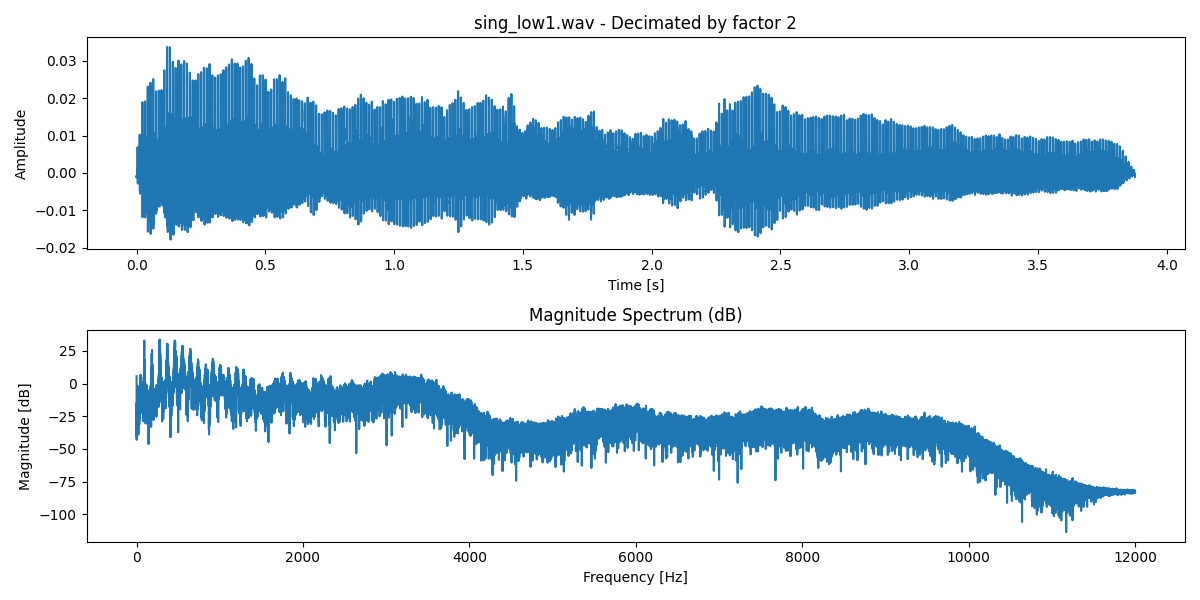 sing_low1.wav - Decimated by factor 2
0.03
0.02
0.01
0.00
−0.01
−0.02
Amplitude
0.0 0.5 1.0 1.5 2.0 2.5 3.0 3.5 4.0
Time [s]
Magnitude Spectrum (dB)
25
0
−25
−50
−75
−100
Magnitude [dB]
0 2000 4000 6000 8000 10000 12000
Frequency [Hz]